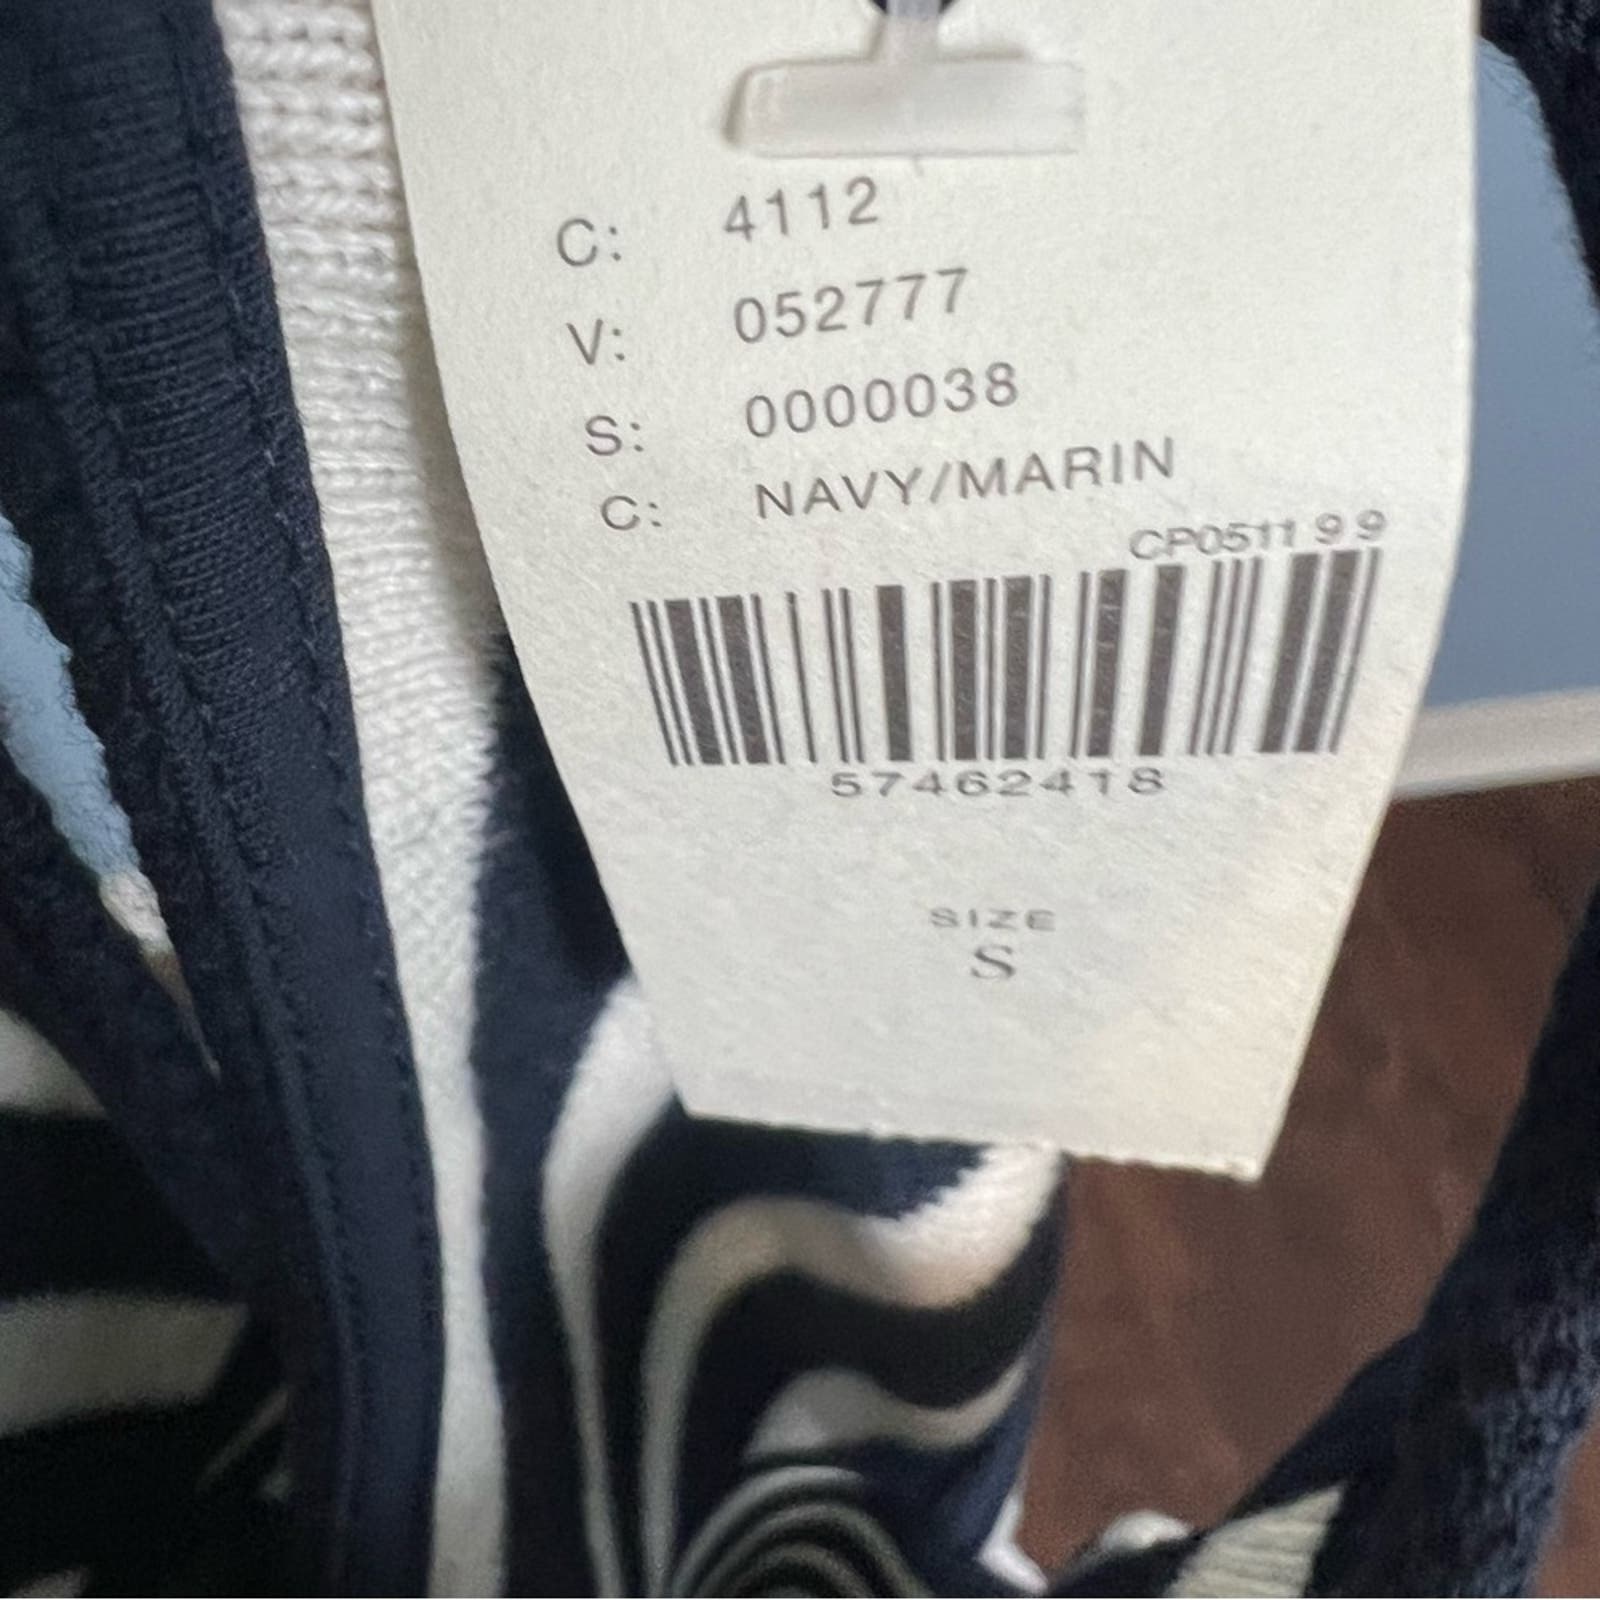 C: 4112
V: 052777
S: 0000038
C: NAVY/MARIN
CP051199
57462418
SIZE
S